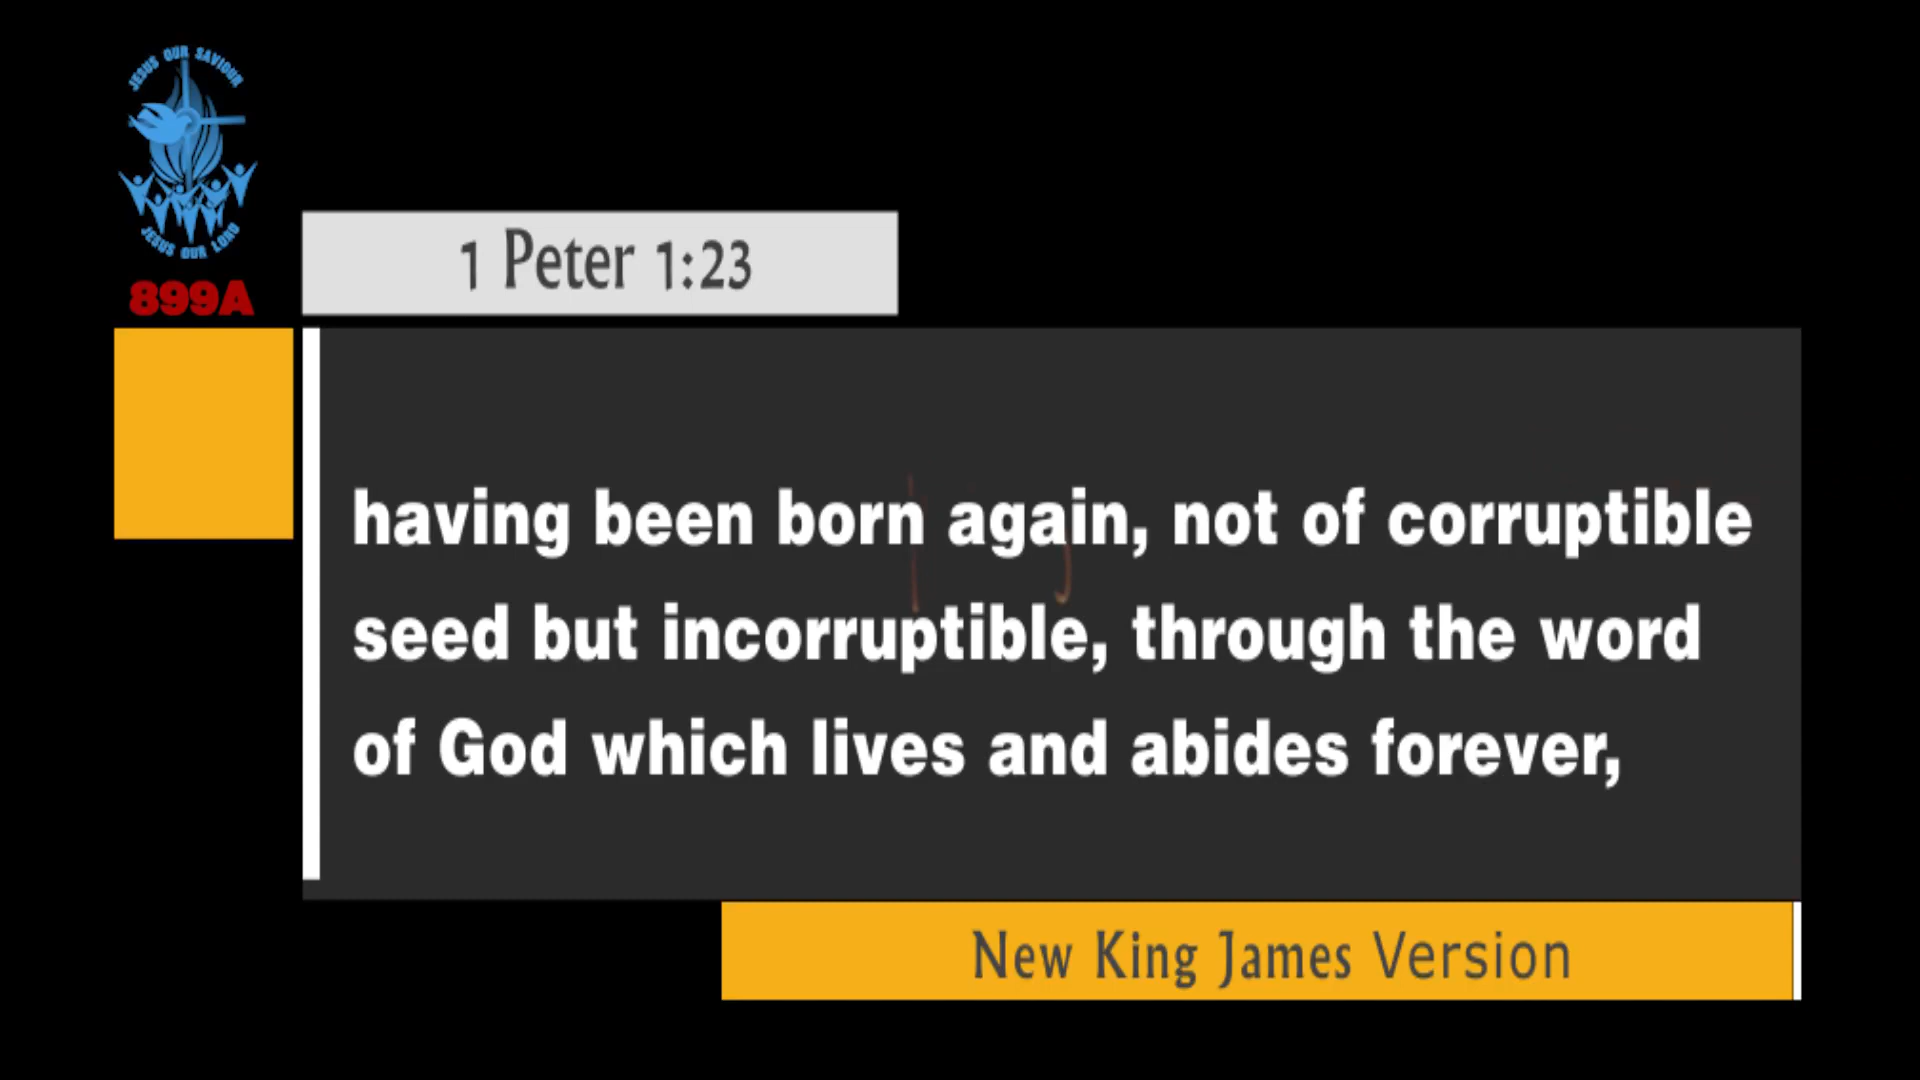 JESUS OUR SAVIOUR
JESUS OUR LORD
899A
1 Peter 1:23
having been born again, not of corruptible
seed but incorruptible, through the word
of God which lives and abides forever,
New King James Version